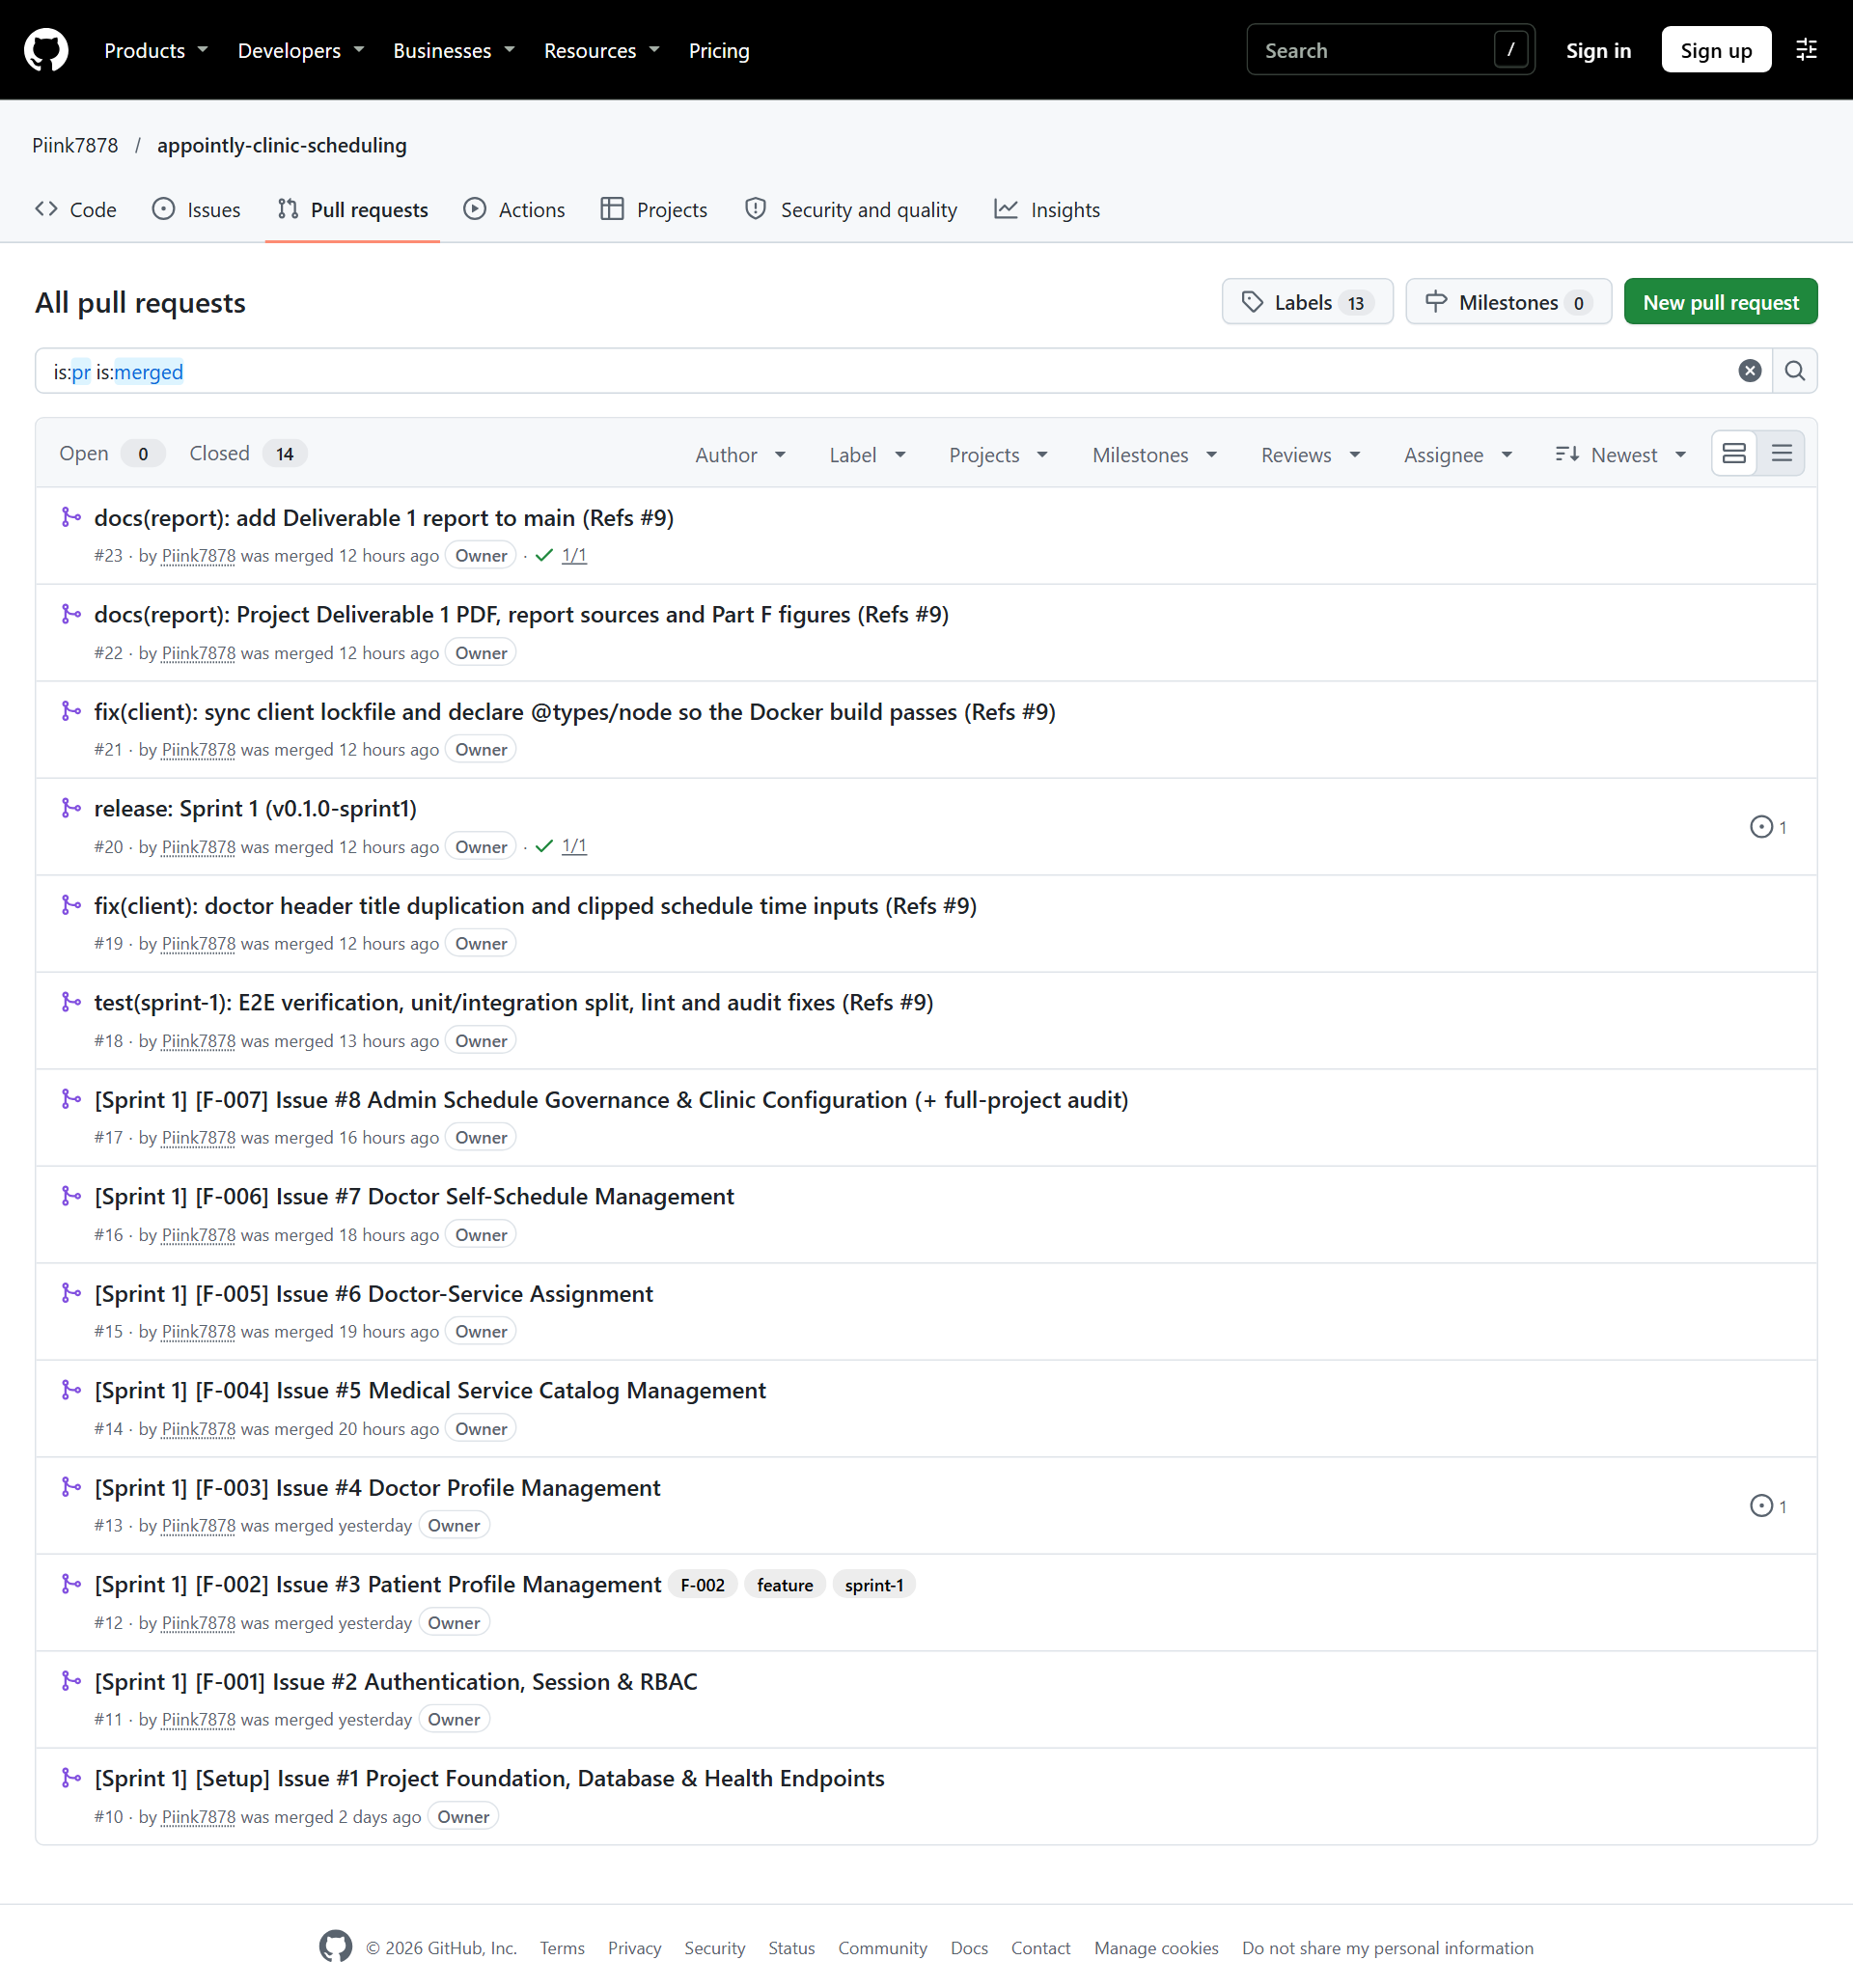 Products Developers Businesses Resources Pricing Search / Sign in Sign up
Piink7878 / appointly-clinic-scheduling
Code Issues Pull requests Actions Projects Security and quality Insights
All pull requests Labels 13 Milestones 0 New pull request
is:pr is:merged
Open 0 Closed 14 Author Label Projects Milestones Reviews Assignee Newest
docs(report): add Deliverable 1 report to main (Refs #9)
#23 · by Piink7878 was merged 12 hours ago Owner · 1/1
docs(report): Project Deliverable 1 PDF, report sources and Part F figures (Refs #9)
#22 · by Piink7878 was merged 12 hours ago Owner
fix(client): sync client lockfile and declare @types/node so the Docker build passes (Refs #9)
#21 · by Piink7878 was merged 12 hours ago Owner
release: Sprint 1 (v0.1.0-sprint1)
1
#20 · by Piink7878 was merged 12 hours ago Owner · 1/1
fix(client): doctor header title duplication and clipped schedule time inputs (Refs #9)
#19 · by Piink7878 was merged 12 hours ago Owner
test(sprint-1): E2E verification, unit/integration split, lint and audit fixes (Refs #9)
#18 · by Piink7878 was merged 13 hours ago Owner
[Sprint 1] [F-007] Issue #8 Admin Schedule Governance & Clinic Configuration (+ full-project audit)
#17 · by Piink7878 was merged 16 hours ago Owner
[Sprint 1] [F-006] Issue #7 Doctor Self-Schedule Management
#16 · by Piink7878 was merged 18 hours ago Owner
[Sprint 1] [F-005] Issue #6 Doctor-Service Assignment
#15 · by Piink7878 was merged 19 hours ago Owner
[Sprint 1] [F-004] Issue #5 Medical Service Catalog Management
#14 · by Piink7878 was merged 20 hours ago Owner
[Sprint 1] [F-003] Issue #4 Doctor Profile Management
1
#13 · by Piink7878 was merged yesterday Owner
[Sprint 1] [F-002] Issue #3 Patient Profile Management F-002 feature sprint-1
#12 · by Piink7878 was merged yesterday Owner
[Sprint 1] [F-001] Issue #2 Authentication, Session & RBAC
#11 · by Piink7878 was merged yesterday Owner
[Sprint 1] [Setup] Issue #1 Project Foundation, Database & Health Endpoints
#10 · by Piink7878 was merged 2 days ago Owner
© 2026 GitHub, Inc. Terms Privacy Security Status Community Docs Contact Manage cookies Do not share my personal information